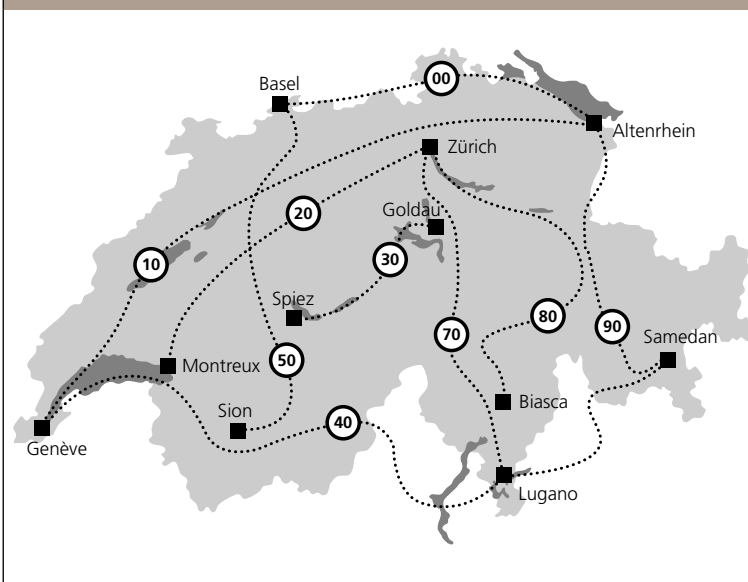 00
Basel
Altenrhein
Zürich
20
Goldau
10
30
Spiez
80
90
70
Samedan
50
Montreux
Biasca
Sion
40
Genève
Lugano